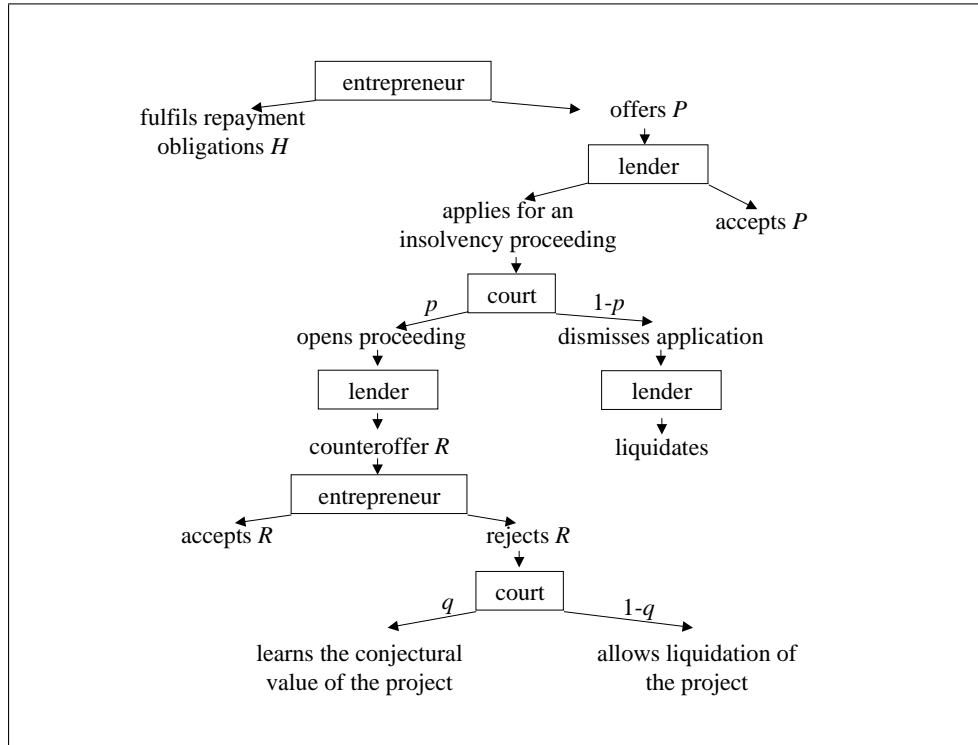 entrepreneur
fulfils repayment
obligations H
offers P
lender
applies for an
insolvency proceeding
accepts P
court
p
1-p
opens proceeding
dismisses application
lender
lender
counteroffer R
liquidates
entrepreneur
accepts R
rejects R
court
q
1-q
learns the conjectural
value of the project
allows liquidation of
the project